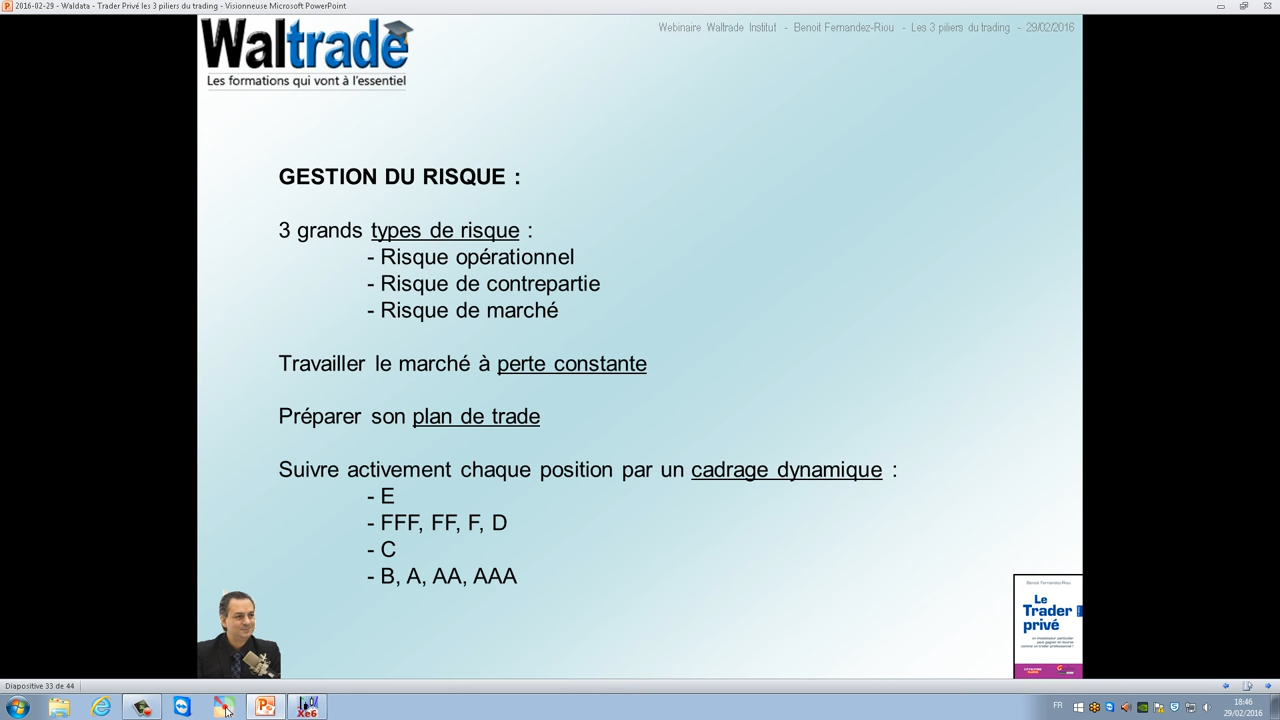 2016-02-29 - Waldata - Trader Privé les 3 piliers du trading - Visionneuse Microsoft PowerPoint
Waltrade
Les formations qui vont à l'essentiel
Webinaire Waltrade Institut - Benoit Fernandez-Riou - Les 3 piliers du trading - 29/02/2016
GESTION DU RISQUE :
3 grands types de risque :
- Risque opérationnel
- Risque de contrepartie
- Risque de marché
Travailler le marché à perte constante
Préparer son plan de trade
Suivre activement chaque position par un cadrage dynamique :
- E
- FFF, FF, F, D
- C
- B, A, AA, AAA
Benoit Fernandez-Riou
Le
Trader
privé
Diapositive 33 de 44
Xe6
FR
18:46
29/02/2016